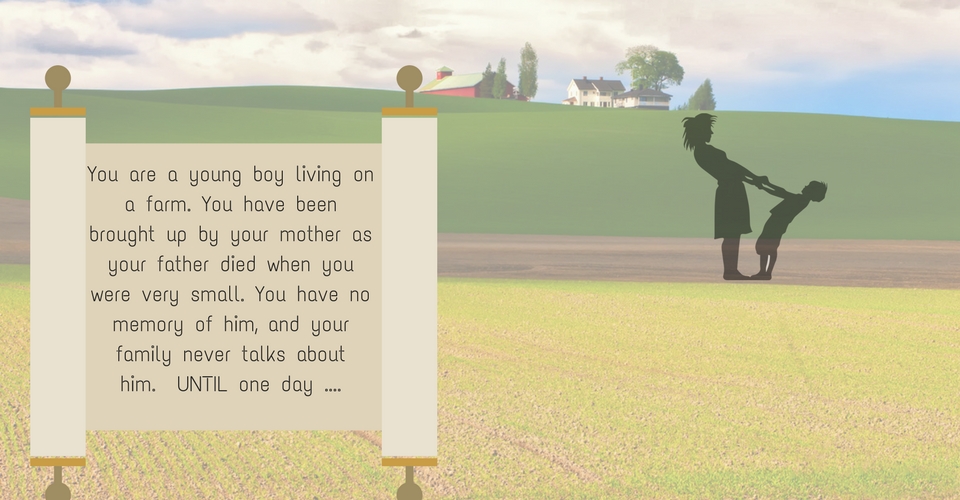 You are a young boy living on
a farm. You have been
brought up by your mother as
your father died when you
were very small. You have no
memory of him, and your
family never talks about
him. UNTIL one day ....